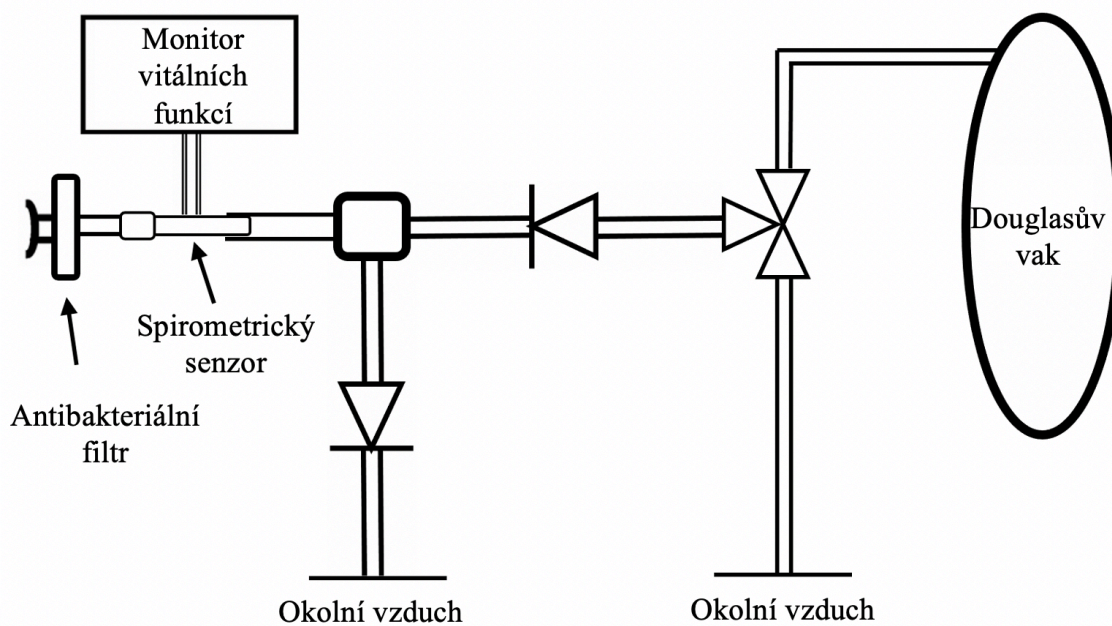 Monitor
vitálních
funkcí
Douglasův
vak
Spirometrický
senzor
Antibakteriální
filtr
Okolní vzduch
Okolní vzduch